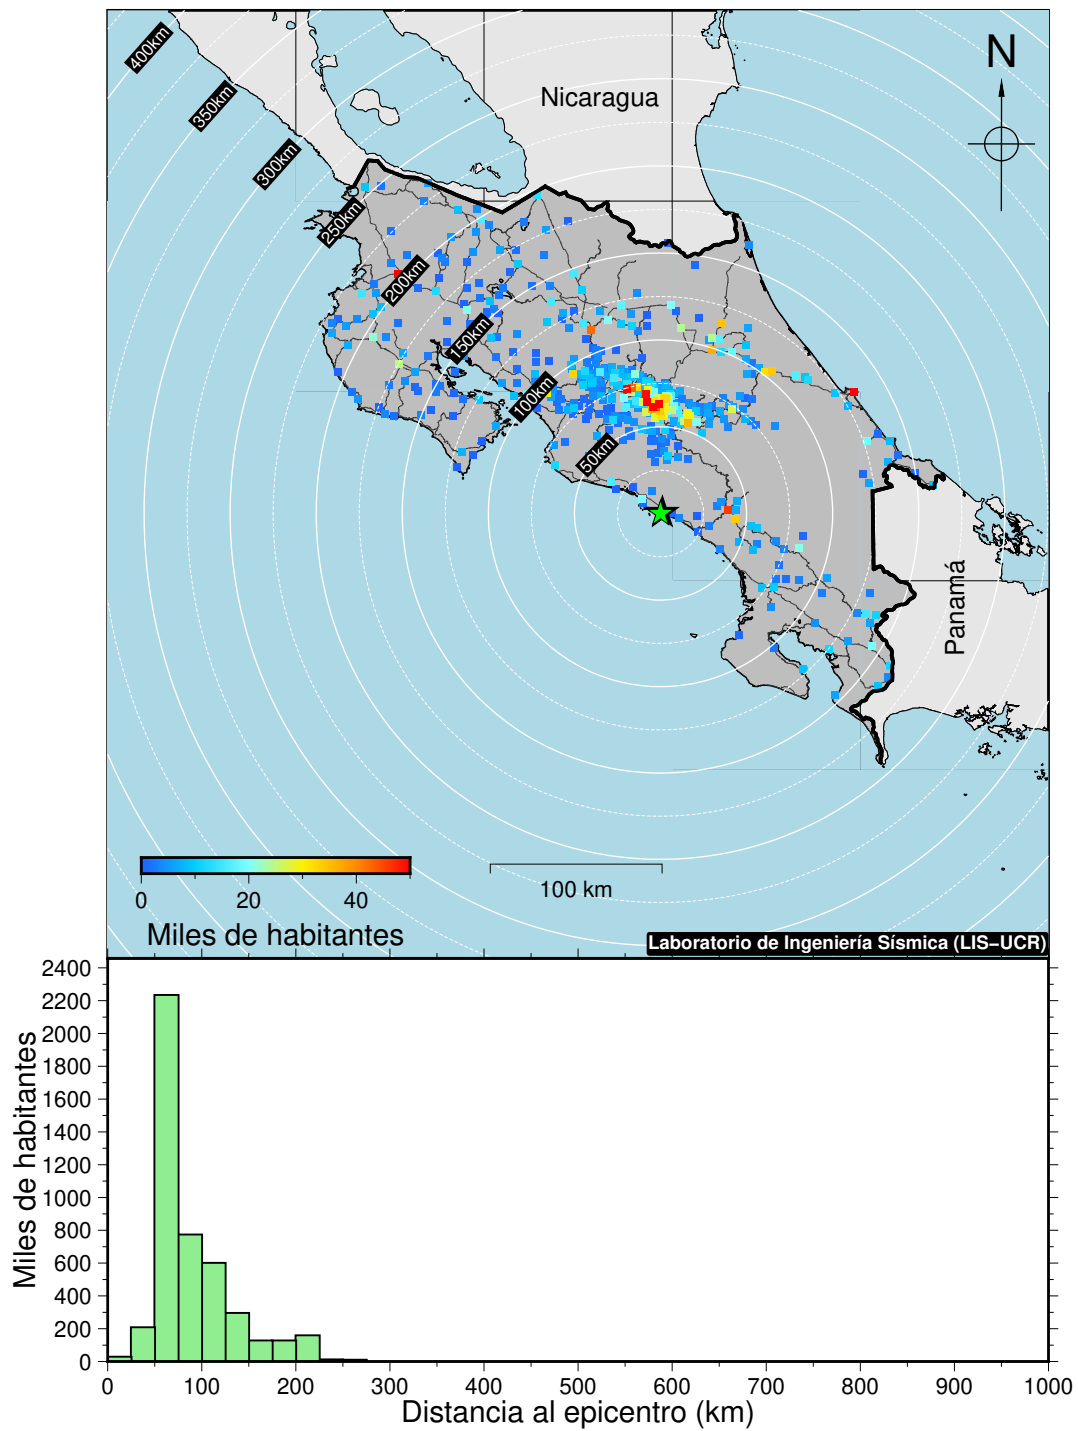 400km
350km
300km
250km
200km
150km
100km
50km
Nicaragua
N
Panamá
0 20 40
Miles de habitantes
100 km
Laboratorio de Ingeniería Sísmica (LIS−UCR)
2400
2200
2000
1800
1600
1400
1200
1000
800
600
400
200
0
Miles de habitantes
0 100 200 300 400 500 600 700 800 900 1000
Distancia al epicentro (km)